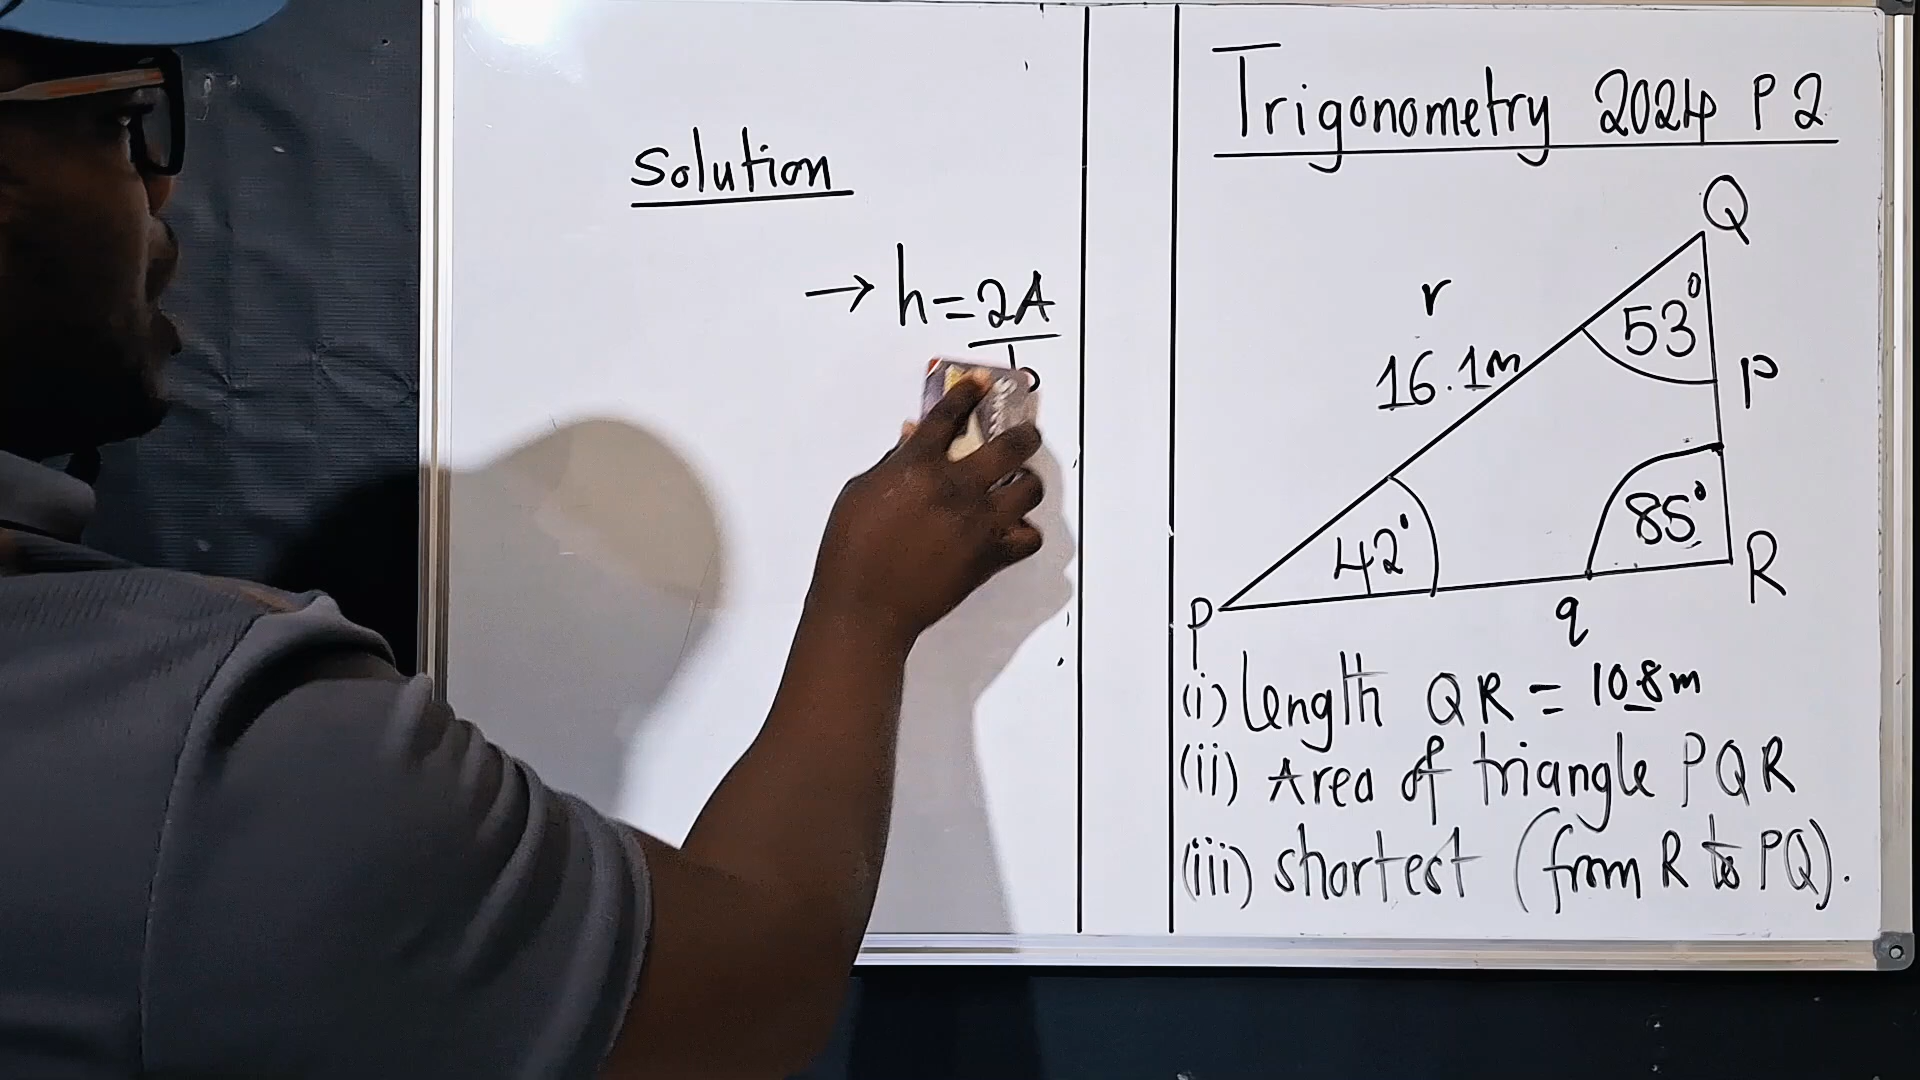 Solution
→ h = 2A
b
Trigonometry 2024 P2
Q
53°
r
16.1m
P
85°
42°
R
P
q
(i) length QR = 10.8m
(ii) Area of triangle PQR
(iii) shortest (from R to PQ).